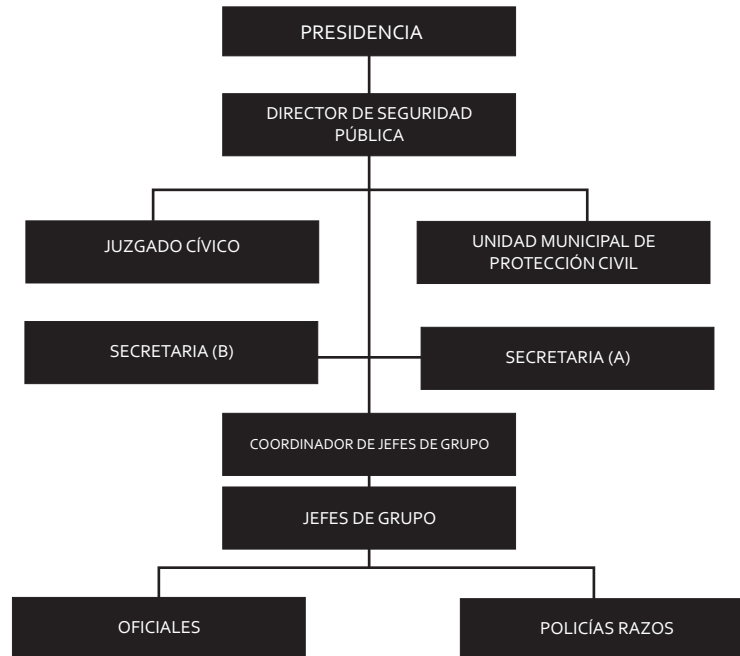 PRESIDENCIA
DIRECTOR DE SEGURIDAD
PÚBLICA
JUZGADO CÍVICO
UNIDAD MUNICIPAL DE
PROTECCIÓN CIVIL
SECRETARIA (B)
SECRETARIA (A)
COORDINADOR DE JEFES DE GRUPO
JEFES DE GRUPO
OFICIALES
POLICÍAS RAZOS